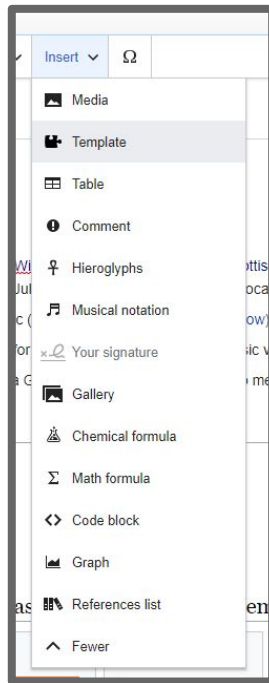 Insert Ω
Media
Template
Table
Comment
Hieroglyphs
Musical notation
Your signature
Gallery
Chemical formula
Math formula
Code block
Graph
References list
Fewer